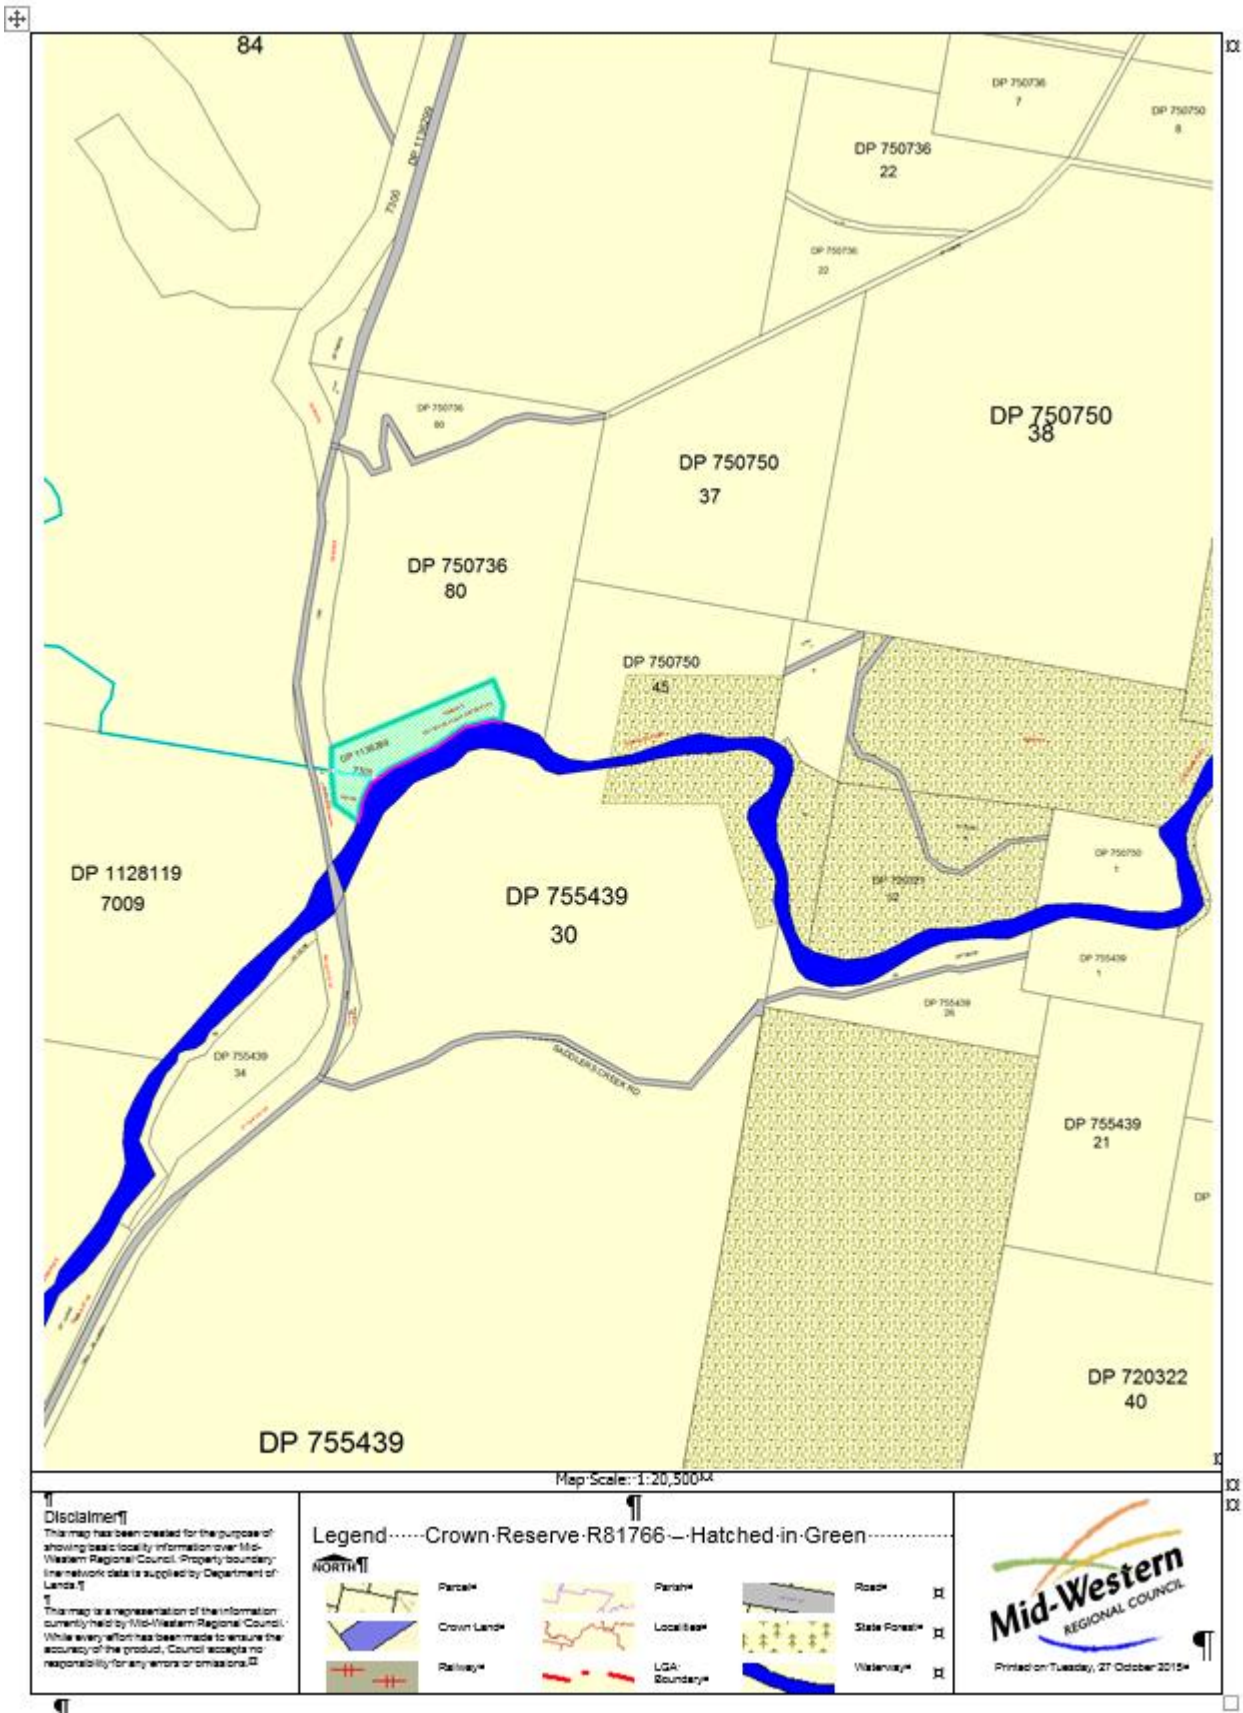 84
DP 750736
7
DP 750750
8
DP 1136299
7300
DP 750736
22
DP 750736
22
DP 750736
80
DP 750750
38
DP 750750
37
DP 750736
80
DP 750750
45
DP 1128119
7009
DP 755439
30
DP 750750
1
DP 755439
1
DP 755439
26
DP 755439
34
SADDLERS CREEK RD
DP 755439
21
DP
DP 720322
40
DP 755439
Map Scale: 1:20,500
Disclaimer¶
This map has been created for the purpose of
showing basic locality information over Mid-
Western Regional Council. Property boundary
line network data is supplied by Department of
Lands.¶
This map is a representation of the information
currently held by Mid-Western Regional Council.
While every effort has been made to ensure the
accuracy of the product, Council accepts no
responsibility for any errors or omissions.
Legend Crown Reserve R81766 – Hatched in Green
NORTH¶
Parcel
Parish
Road
Crown Land
Localities
State Forest
Railway
LGA
Boundary
Waterway
Mid-Western
REGIONAL COUNCIL
Printed on Tuesday, 27 October 2015